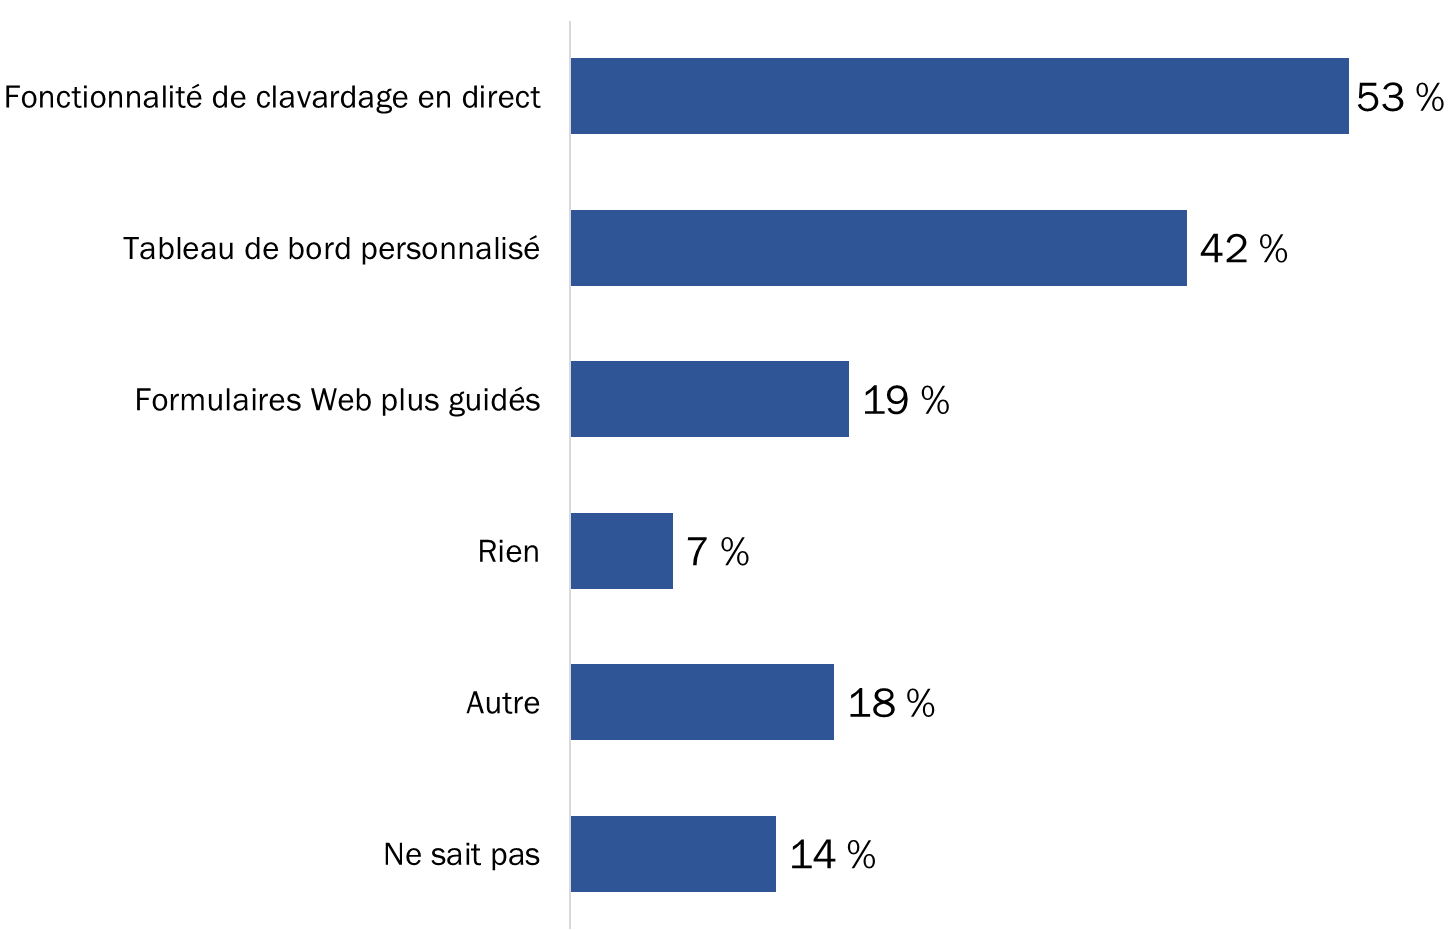 Fonctionnalité de clavardage en direct 53 %
Tableau de bord personnalisé 42 %
Formulaires Web plus guidés 19 %
Rien 7 %
Autre 18 %
Ne sait pas 14 %